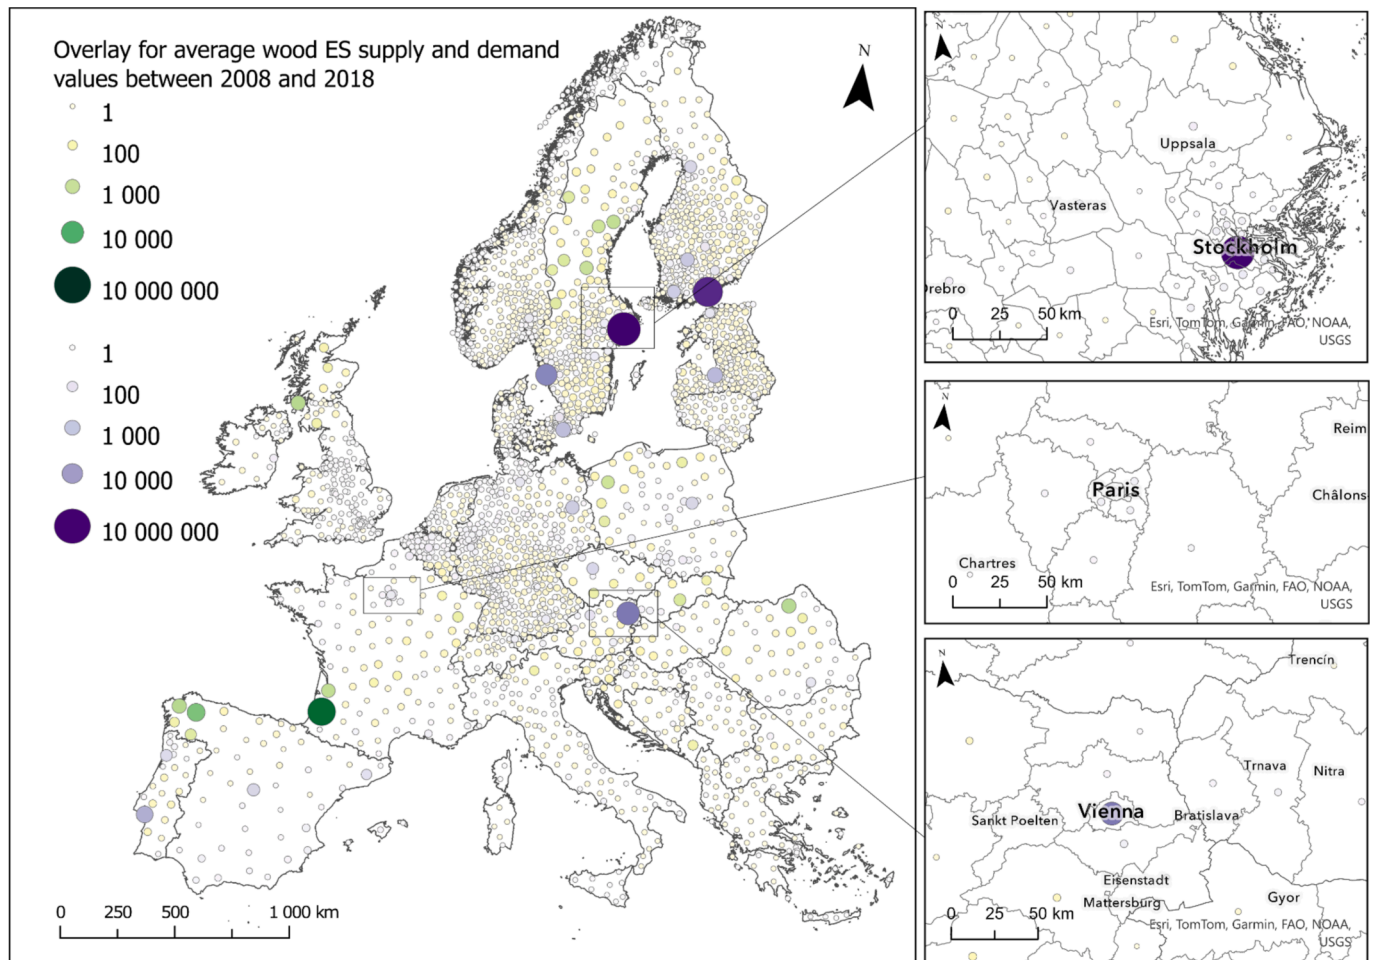 Overlay for average wood ES supply and demand
values between 2008 and 2018
1
100
1 000
10 000
10 000 000
1
100
1 000
10 000
10 000 000
N
0 250 500 1 000 km
N
Uppsala
Vasteras
Stockholm
Orebro
0 25 50 km
Esri, TomTom, Garmin, FAO, NOAA,
USGS
N
Reim
Paris
Châlons
Chartres
0 25 50 km
Esri, TomTom, Garmin, FAO, NOAA,
USGS
N
Trencín
Trnava
Nitra
Vienna
Sankt Poelten
Bratislava
Eisenstadt
Mattersburg
Gyor
0 25 50 km
Esri, TomTom, Garmin, FAO, NOAA,
USGS